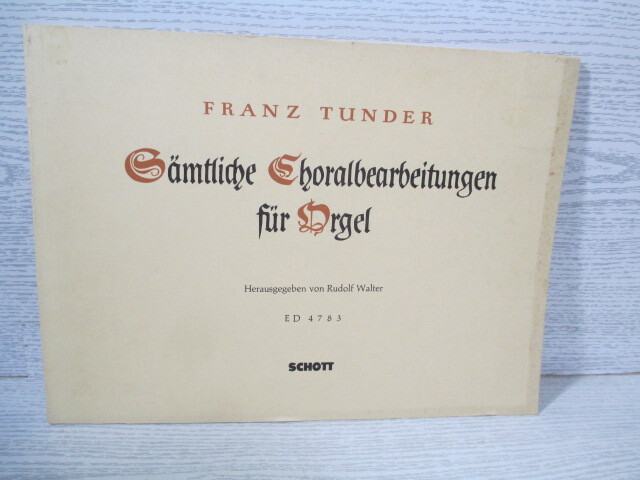 FRANZ TUNDER
Sämtliche Choralbearbeitungen
für Orgel
Herausgegeben von Rudolf Walter
ED 4783
SCHOTT